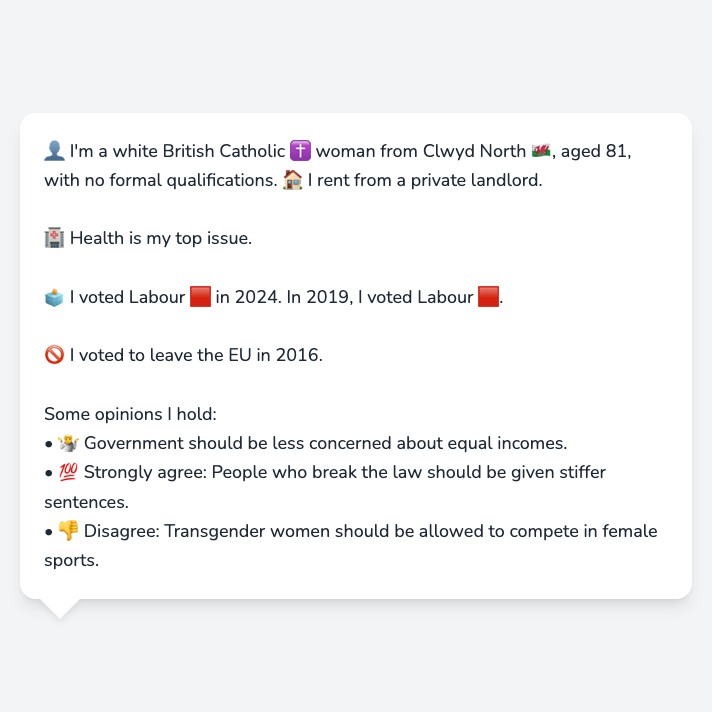 👤 I'm a white British Catholic ✝️ woman from Clwyd North 🏴󠁧󠁢󠁷󠁬󠁳󠁿, aged 81,
with no formal qualifications. 🏠 I rent from a private landlord.
🏥 Health is my top issue.
🗳️ I voted Labour 🟥 in 2024. In 2019, I voted Labour 🟥.
🚫 I voted to leave the EU in 2016.
Some opinions I hold:
• 🤷 Government should be less concerned about equal incomes.
• 💯 Strongly agree: People who break the law should be given stiffer
sentences.
• 👎 Disagree: Transgender women should be allowed to compete in female
sports.